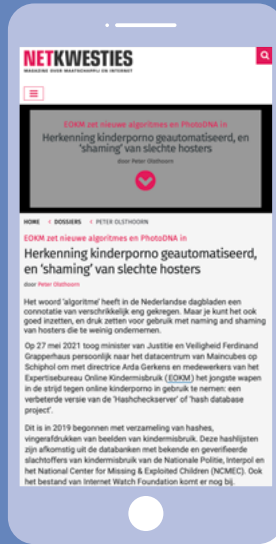 NETKWESTIES
MAGAZINE OVER MAATSCHAPPIJ EN INTERNET
EOKM zet nieuwe algoritmes en PhotoDNA in
Herkenning kinderporno geautomatiseerd, en
'shaming' van slechte hosters
door Peter Olsthoorn
HOME < DOSSIERS < PETER OLSTHOORN
EOKM zet nieuwe algoritmes en PhotoDNA in
Herkenning kinderporno geautomatiseerd,
en 'shaming' van slechte hosters
door Peter Olsthoorn
Het woord 'algoritme' heeft in de Nederlandse dagbladen een
connotatie van verschrikkelijk eng gekregen. Maar je kunt het ook
goed inzetten, en druk zetten voor gebruik met naming and shaming
van hosters die te weinig ondernemen.
Op 27 mei 2021 toog minister van Justitie en Veiligheid Ferdinand
Grapperhaus persoonlijk naar het datacentrum van Maincubes op
Schiphol om met directrice Arda Gerkens en medewerkers van het
Expertisebureau Online Kindermisbruik (EOKM) het jongste wapen
in de strijd tegen online kinderporno in gebruik te nemen: een
verbeterde versie van de 'Hashcheckserver' of 'hash database
project'.
Dit is in 2019 begonnen met verzameling van hashes,
vingerafdrukken van beelden van kindermisbruik. Deze hashlijsten
zijn afkomstig uit de databanken met bekende en geverifieerde
slachtoffers van kindermisbruik van de Nationale Politie, Interpol en
het National Center for Missing & Exploited Children (NCMEC). Ook
het bestand van Internet Watch Foundation komt er nog bij.